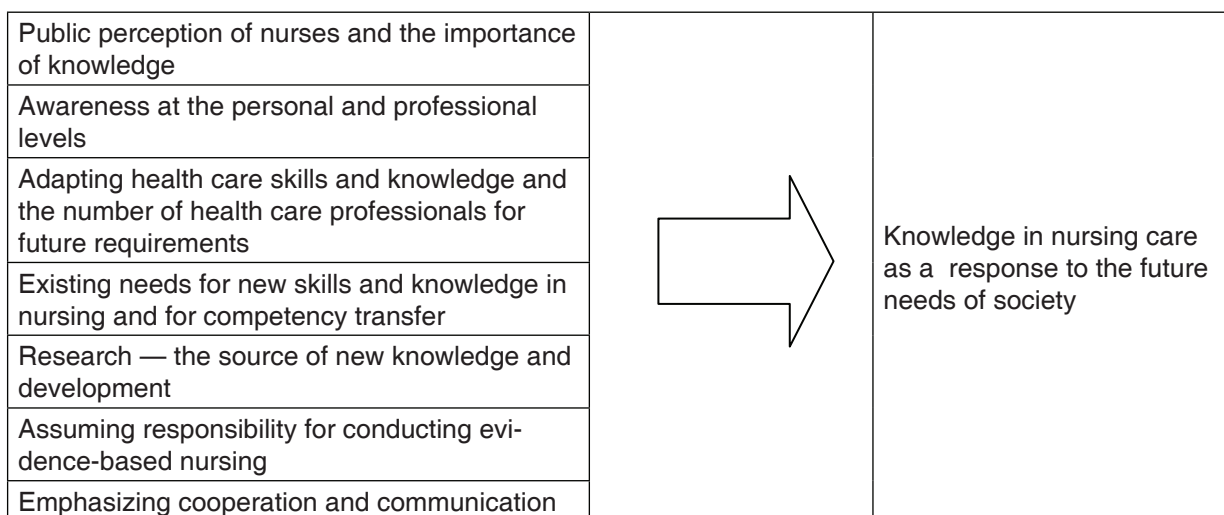 Public perception of nurses and the importance
of knowledge
Awareness at the personal and professional
levels
Adapting health care skills and knowledge and
the number of health care professionals for
future requirements
Existing needs for new skills and knowledge in
nursing and for competency transfer
Research — the source of new knowledge and
development
Assuming responsibility for conducting evi-
dence-based nursing
Emphasizing cooperation and communication
Knowledge in nursing care
as a response to the future
needs of society